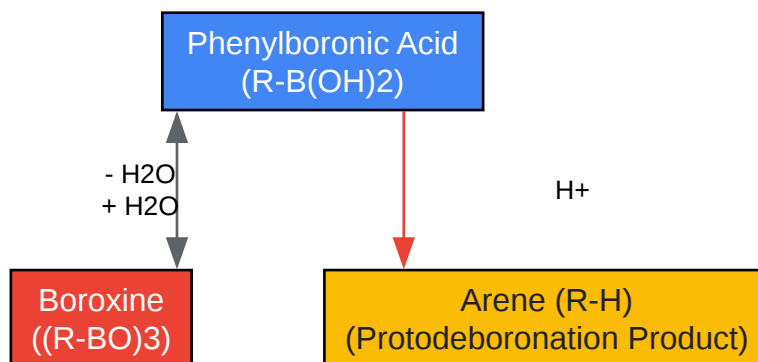 Phenylboronic Acid
(R-B(OH)2)
- H2O
+ H2O
H+
Boroxine
((R-BO)3)
Arene (R-H)
(Protodeboronation Product)